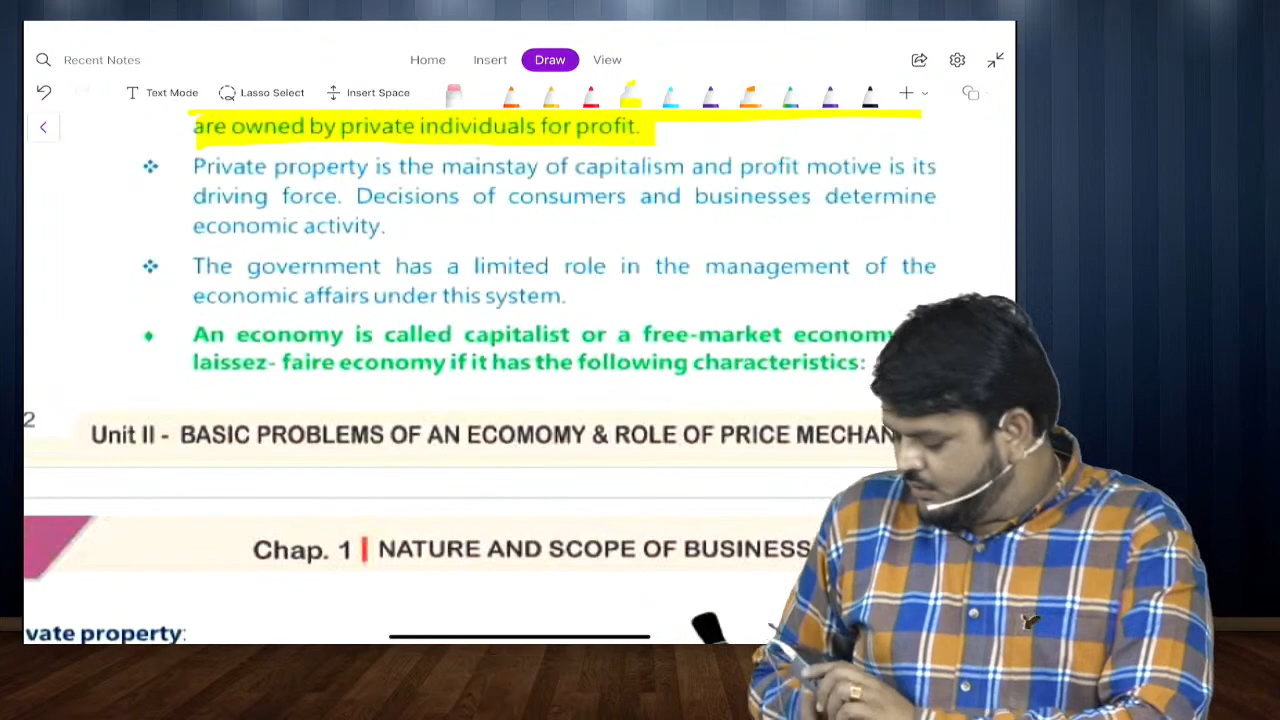 Recent Notes
Home Insert Draw View
Text Mode Lasso Select Insert Space
are owned by private individuals for profit.
❖ Private property is the mainstay of capitalism and profit motive is its
driving force. Decisions of consumers and businesses determine
economic activity.
❖ The government has a limited role in the management of the
economic affairs under this system.
♦ An economy is called capitalist or a free-market economy
laissez- faire economy if it has the following characteristics:
2
Unit II - BASIC PROBLEMS OF AN ECOMOMY & ROLE OF PRICE MECHAN
Chap. 1 | NATURE AND SCOPE OF BUSINESS
vate property: